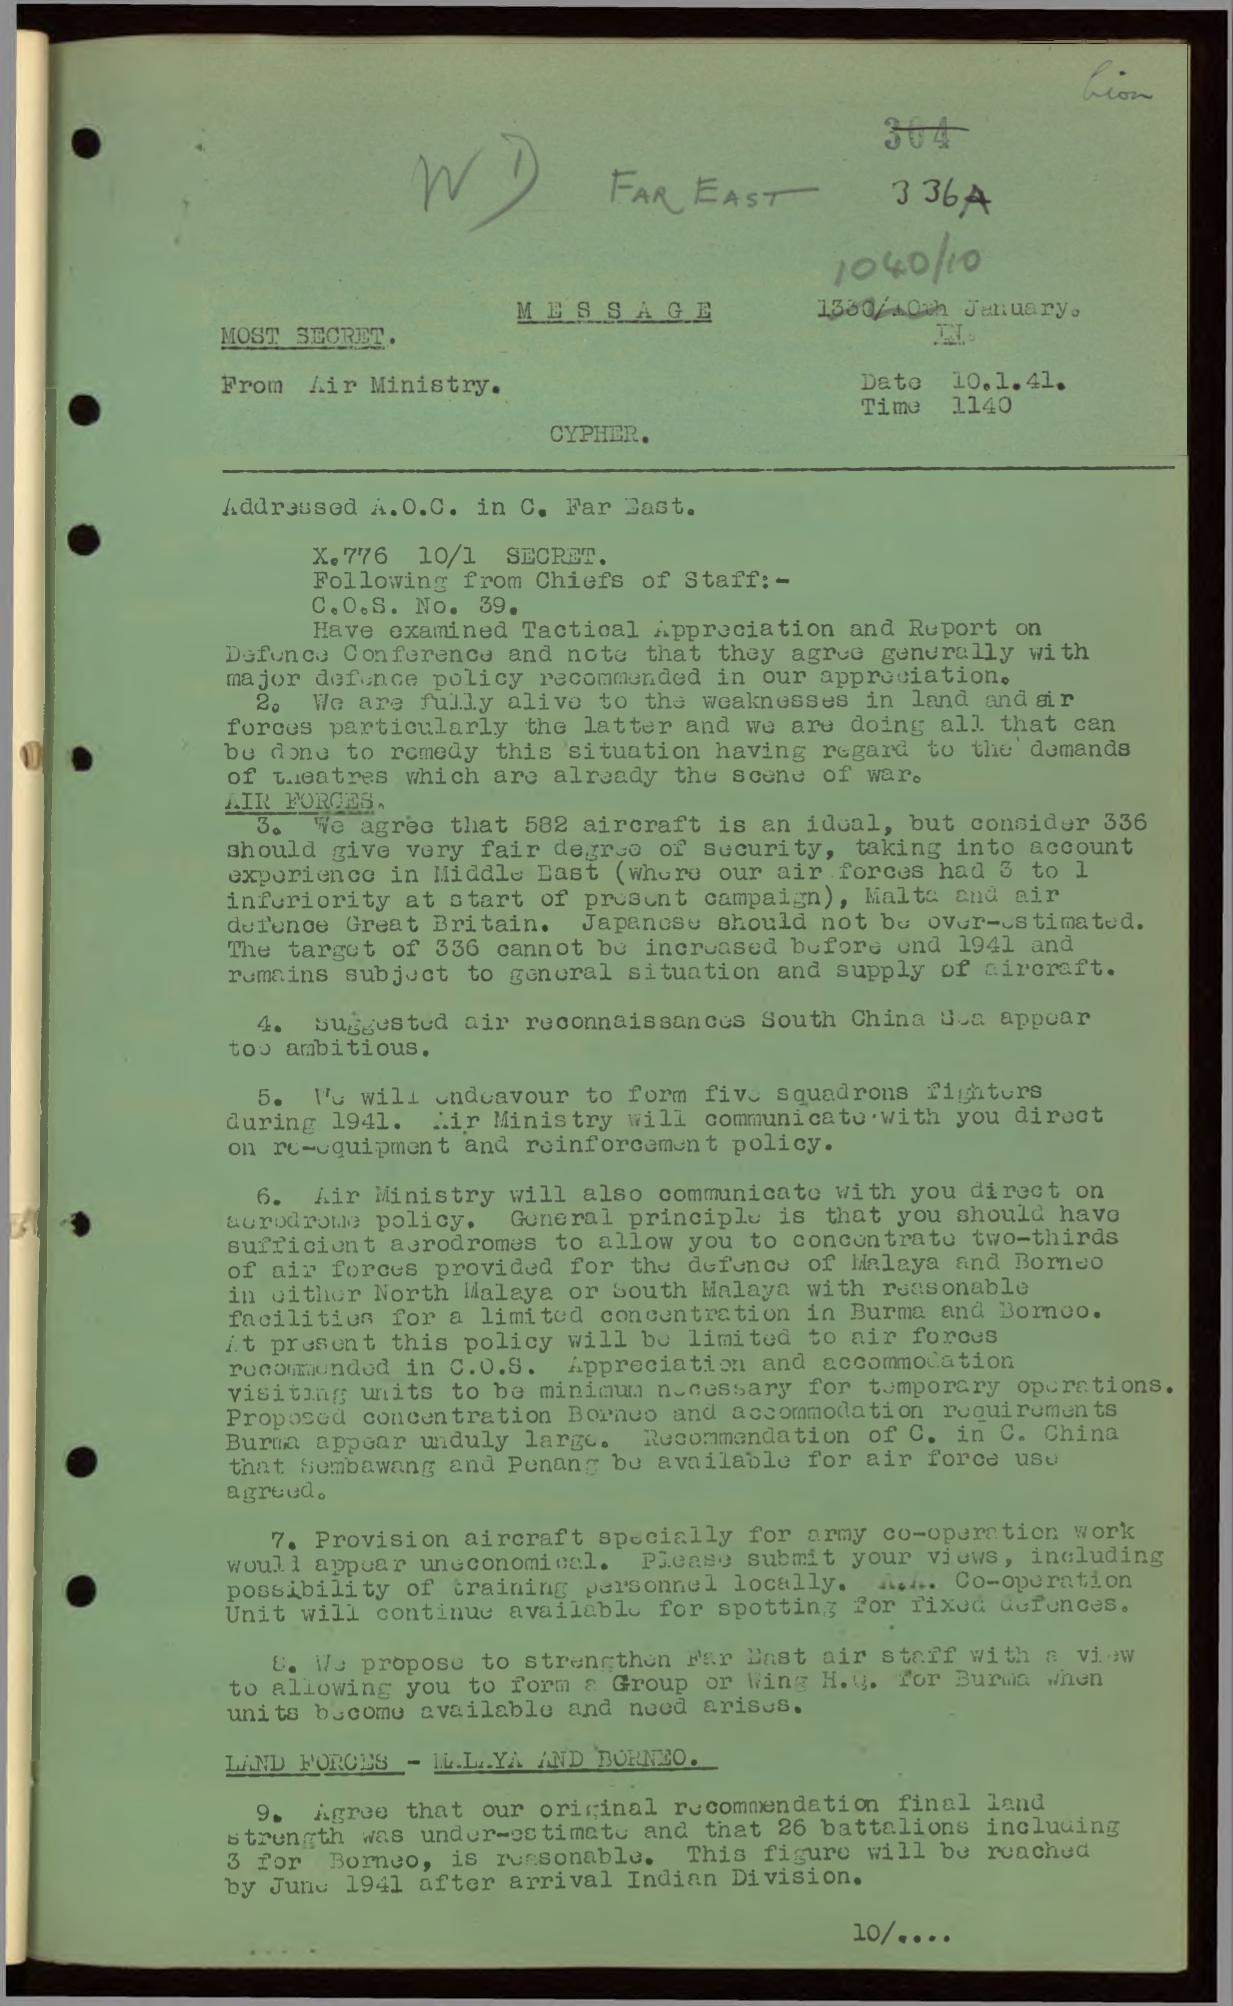 Lion
304
W D FAR EAST 336A
1040/10
MESSAGE 1330/10th January.
MOST SECRET. IN.
From Air Ministry. Date 10.1.41.
Time 1140
CYPHER.
Addressed A.O.C. in C. Far East.
X.776 10/1 SECRET.
Following from Chiefs of Staff:-
C.O.S. No. 39.
Have examined Tactical Appreciation and Report on
Defence Conference and note that they agree generally with
major defence policy recommended in our appreciation.
2. We are fully alive to the weaknesses in land and air
forces particularly the latter and we are doing all that can
be done to remedy this situation having regard to the demands
of theatres which are already the scene of war.
AIR FORCES.
3. We agree that 582 aircraft is an ideal, but consider 336
should give very fair degree of security, taking into account
experience in Middle East (where our air forces had 3 to 1
inferiority at start of present campaign), Malta and air
defence Great Britain. Japanese should not be over-estimated.
The target of 336 cannot be increased before end 1941 and
remains subject to general situation and supply of aircraft.
4. Suggested air reconnaissances South China Sea appear
too ambitious.
5. We will endeavour to form five squadrons fighters
during 1941. Air Ministry will communicate with you direct
on re-equipment and reinforcement policy.
6. Air Ministry will also communicate with you direct on
aerodrome policy. General principle is that you should have
sufficient aerodromes to allow you to concentrate two-thirds
of air forces provided for the defence of Malaya and Borneo
in either North Malaya or South Malaya with reasonable
facilities for a limited concentration in Burma and Borneo.
At present this policy will be limited to air forces
recommended in C.O.S. Appreciation and accommodation
visiting units to be minimum necessary for temporary operations.
Proposed concentration Borneo and accommodation requirements
Burma appear unduly large. Recommendation of C. in C. China
that Sembawang and Penang be available for air force use
agreed.
7. Provision aircraft specially for army co-operation work
would appear uneconomical. Please submit your views, including
possibility of training personnel locally. A.A. Co-operation
Unit will continue available for spotting for fixed defences.
8. We propose to strengthen Far East air staff with a view
to allowing you to form a Group or Wing H.Q. for Burma when
units become available and need arises.
LAND FORCES - MALAYA AND BORNEO.
9. Agree that our original recommendation final land
strength was under-estimate and that 26 battalions including
3 for Borneo, is reasonable. This figure will be reached
by June 1941 after arrival Indian Division.
10/....